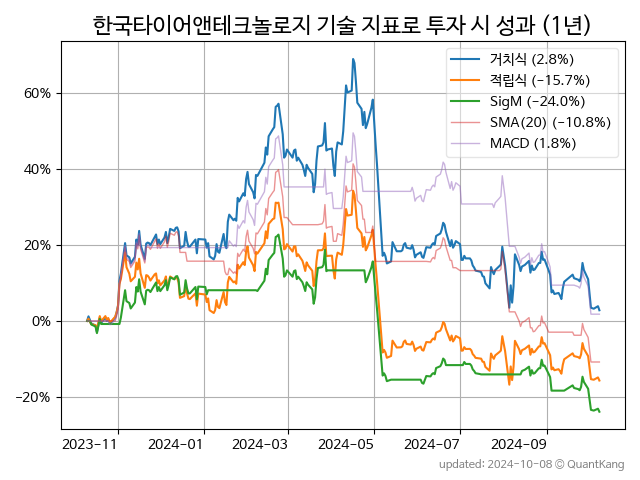 한국타이어앤테크놀로지 기술 지표로 투자 시 성과 (1년)
거치식 (2.8%)
적립식 (−15.7%)
SigM (−24.0%)
SMA(20) (−10.8%)
MACD (1.8%)
60%
40%
20%
0%
−20%
2023-11 2024-01 2024-03 2024-05 2024-07 2024-09
updated: 2024-10-08 © QuantKang